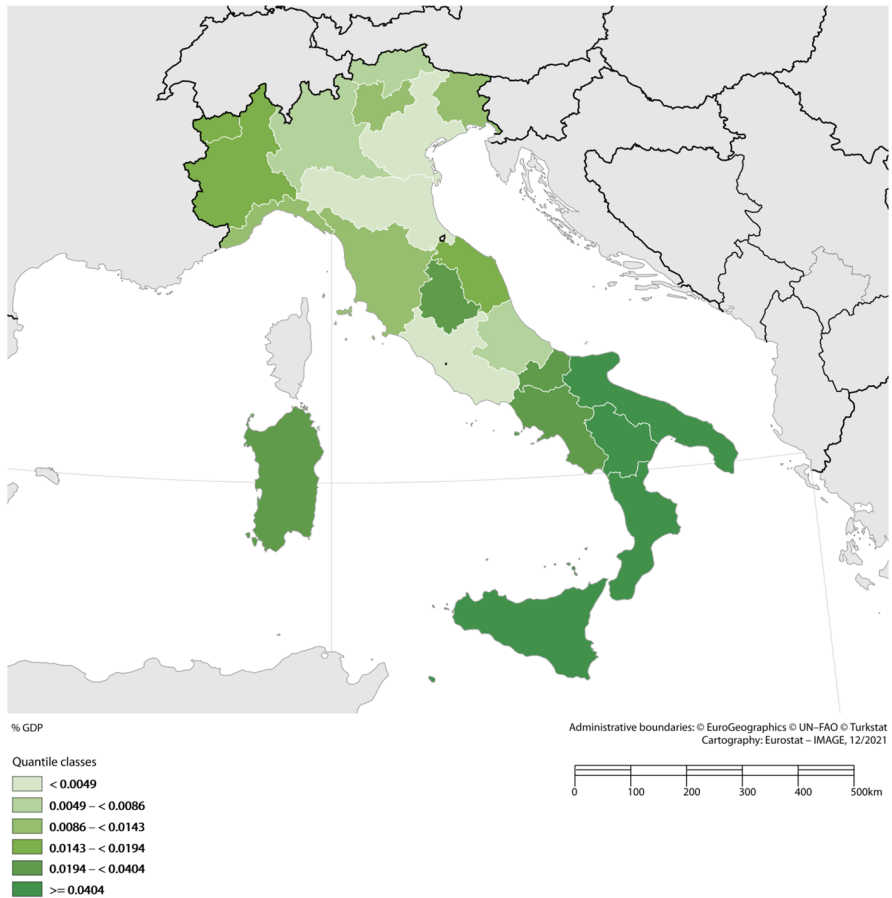 % GDP
Administrative boundaries: © EuroGeographics © UN–FAO © Turkstat
Cartography: Eurostat – IMAGE, 12/2021
Quantile classes
< 0.0049
0.0049 – < 0.0086
0.0086 – < 0.0143
0.0143 – < 0.0194
0.0194 – < 0.0404
>= 0.0404
0 100 200 300 400 500km